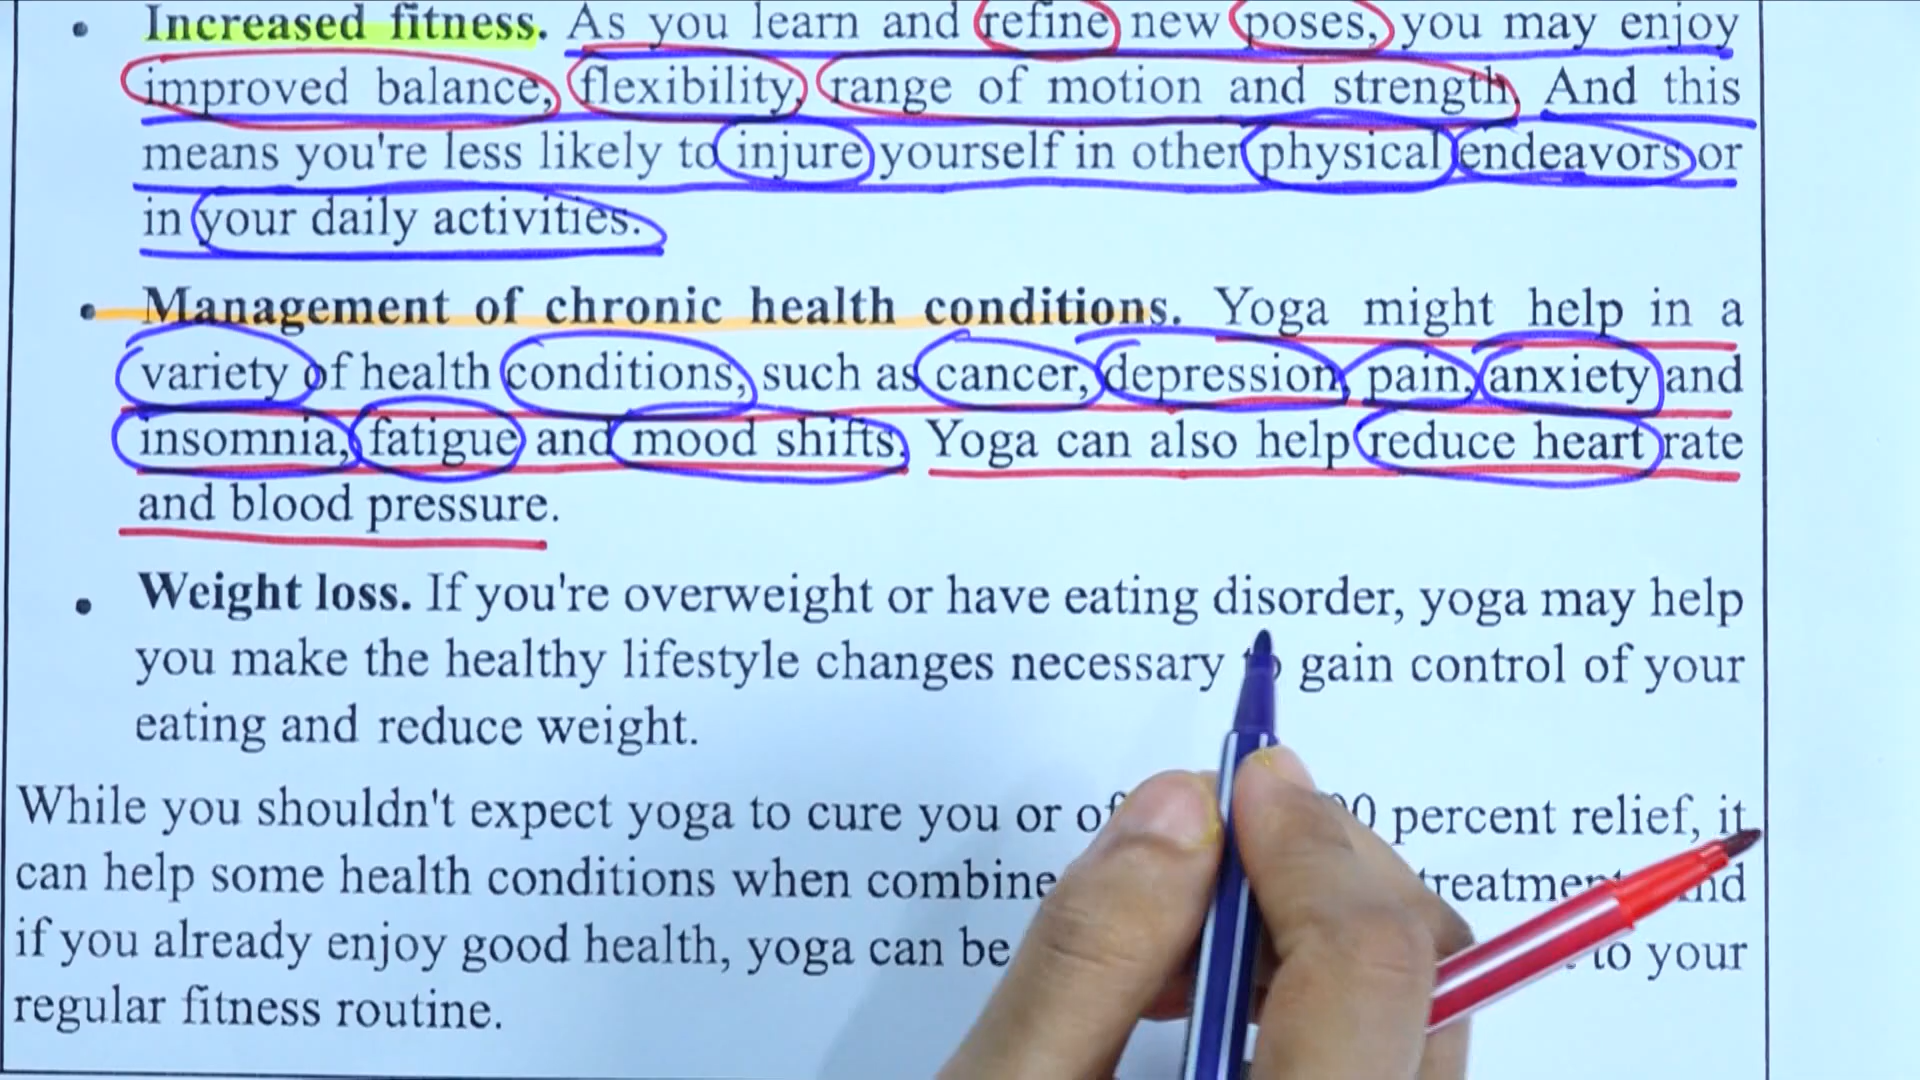 Increased fitness. As you learn and refine new poses, you may enjoy
improved balance, flexibility, range of motion and strength. And this
means you're less likely to injure yourself in other physical endeavors or
in your daily activities.
Management of chronic health conditions. Yoga might help in a
variety of health conditions, such as cancer, depression, pain, anxiety and
insomnia, fatigue and mood shifts. Yoga can also help reduce heart rate
and blood pressure.
Weight loss. If you're overweight or have eating disorder, yoga may help
you make the healthy lifestyle changes necessary gain control of your
eating and reduce weight.
While you shouldn't expect yoga to cure you or percent relief, it
can help some health conditions when
if you already enjoy good health, yoga can be to your
regular fitness routine.